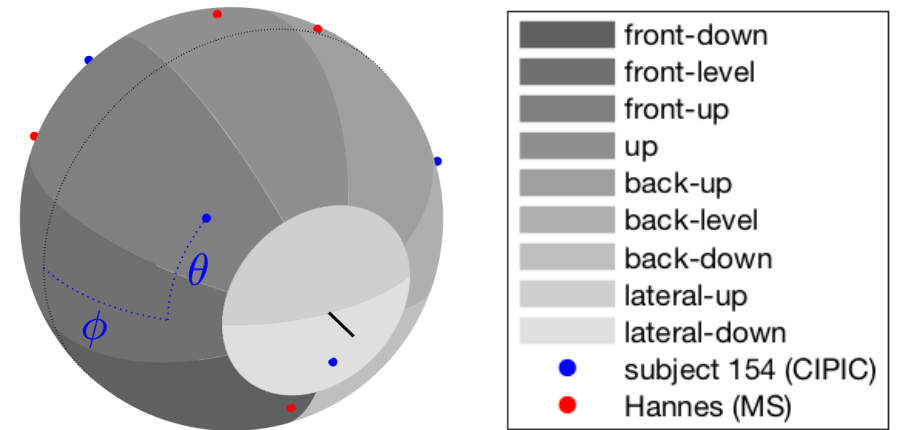 θ
ϕ
front-down
front-level
front-up
up
back-up
back-level
back-down
lateral-up
lateral-down
subject 154 (CIPIC)
Hannes (MS)